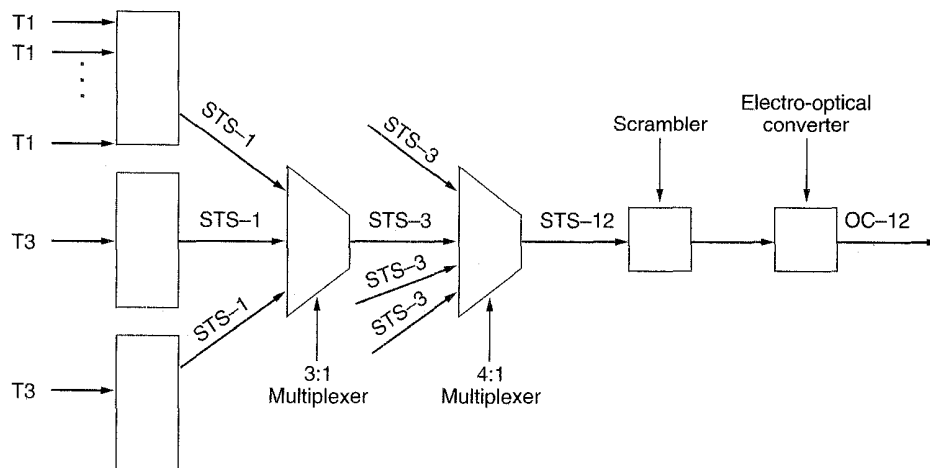 T1
T1
T1
T3
T3
STS–1
STS–1
STS–1
3:1
Multiplexer
STS–3
STS–3
STS–3
STS–3
4:1
Multiplexer
STS–12
Scrambler
Electro-optical
converter
OC–12